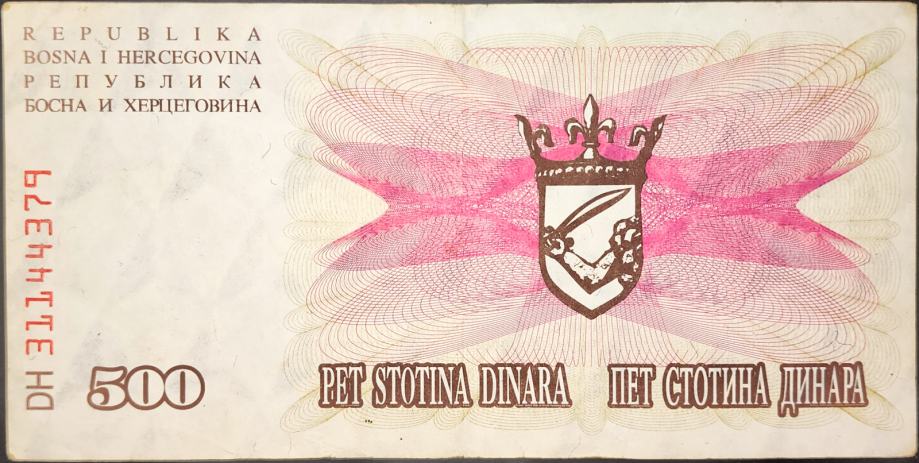 REPUBLIKA
BOSNA I HERCEGOVINA
РЕПУБЛИКА
БОСНА И ХЕРЦЕГОВИНА
DH 31144379
500
PET STOTINA DINARA ПЕТ СТОТИНА ДИНАРА